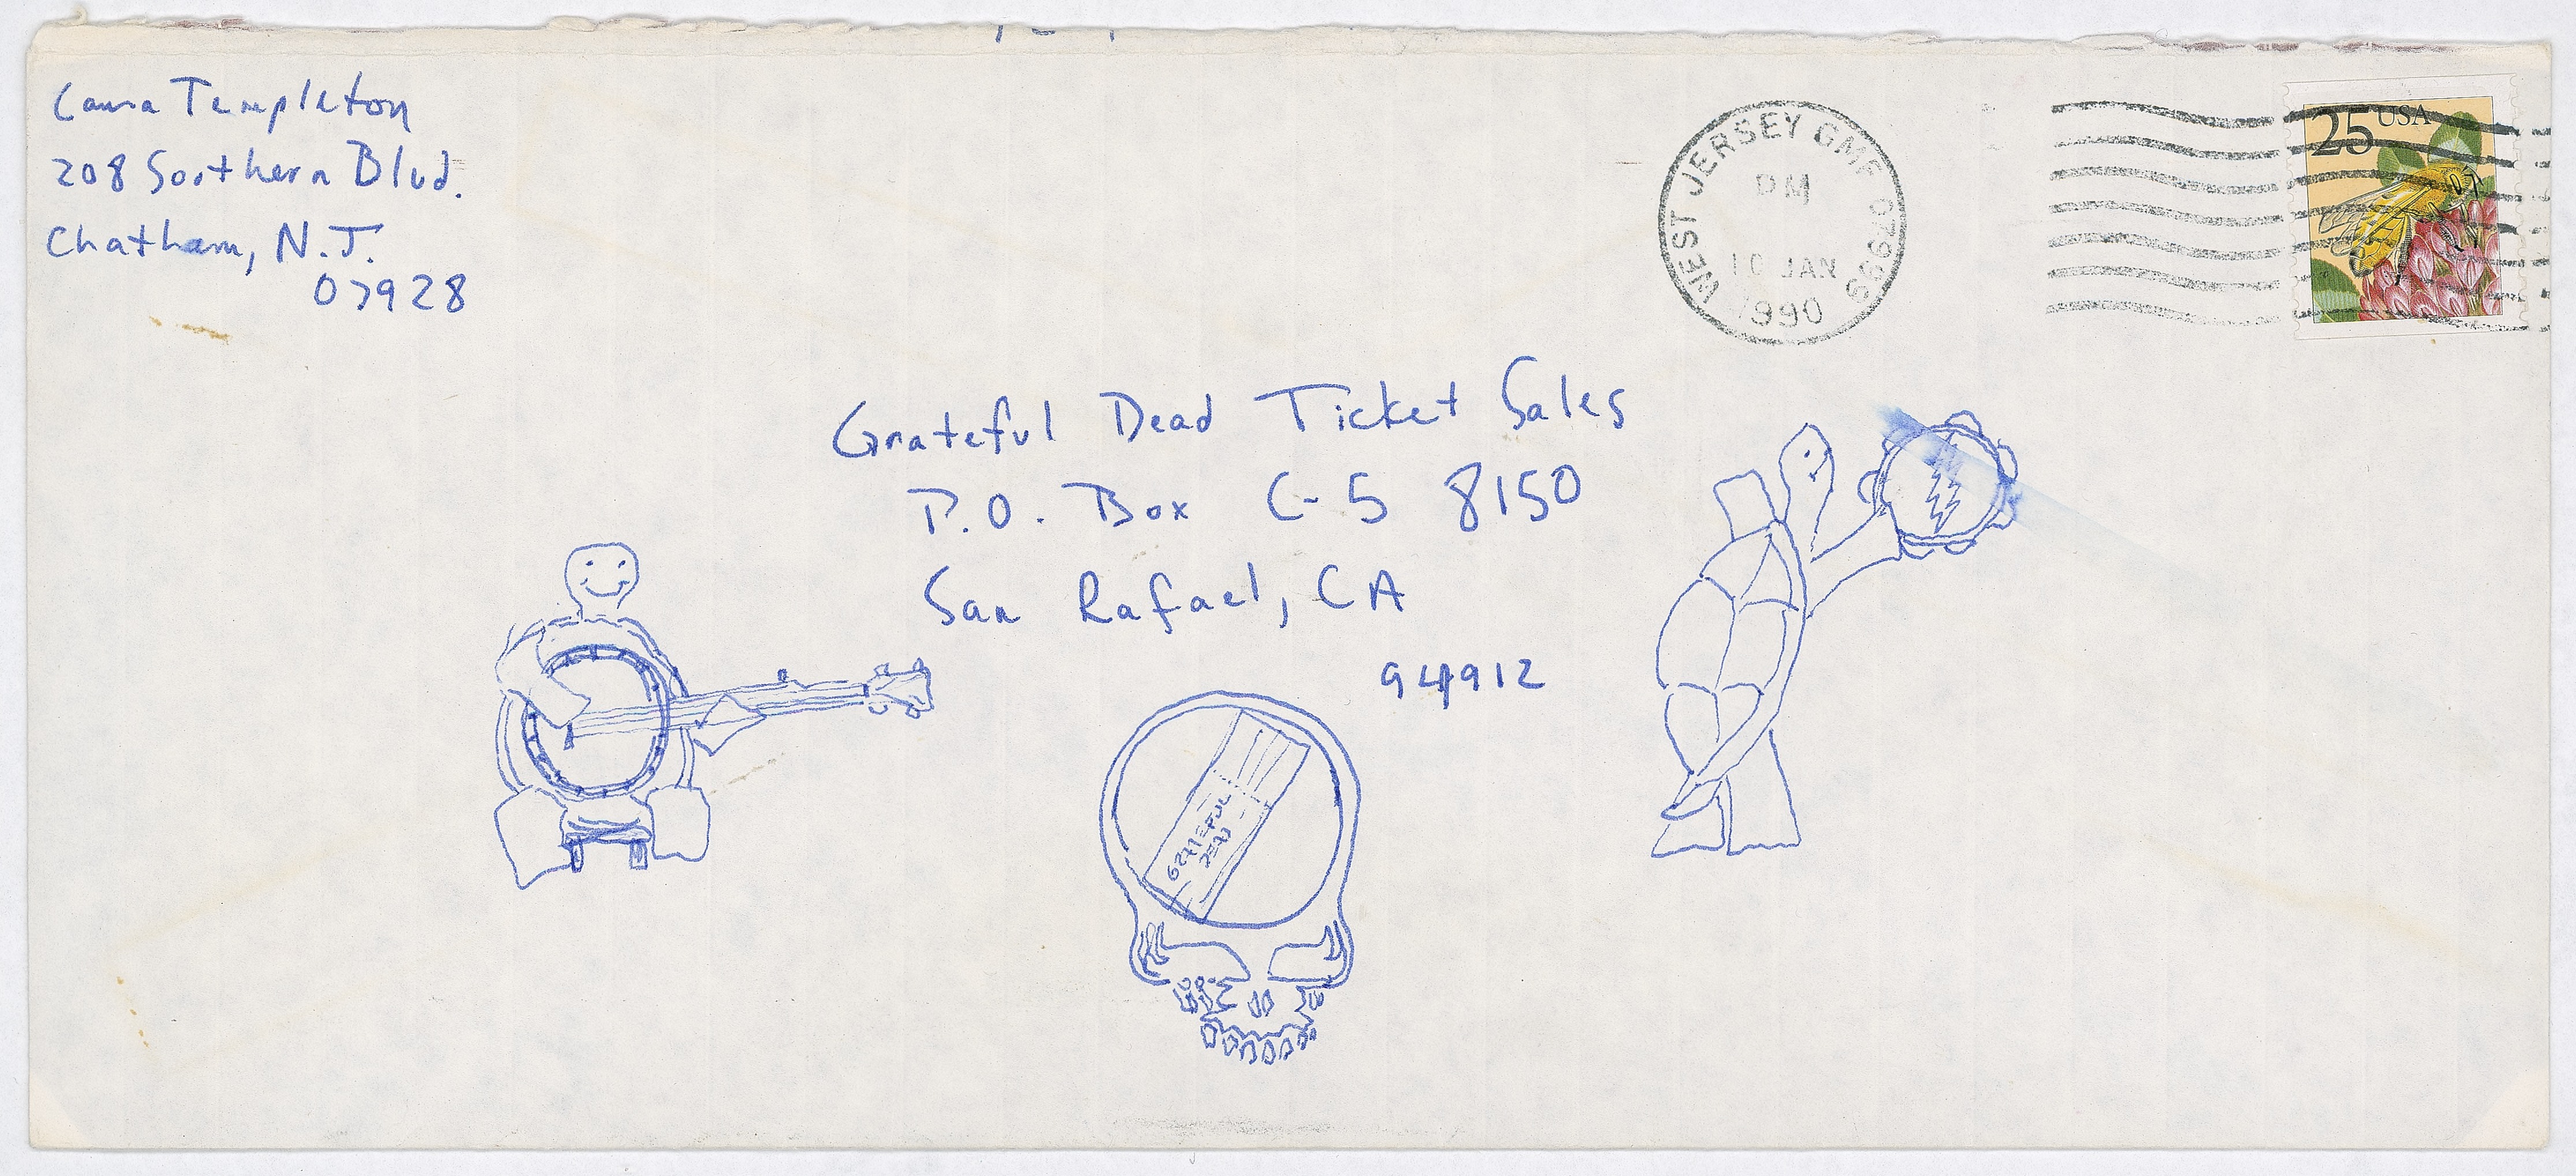 Laura Templeton
208 Southern Blvd.
Chatham, N.J.
07928
WEST JERSEY GMF 07999
PM
10 JAN
1990
25 USA
Grateful Dead Ticket Sales
P.O. Box C-S 8150
San Rafael, CA
94912
GRATEFUL
DEAD